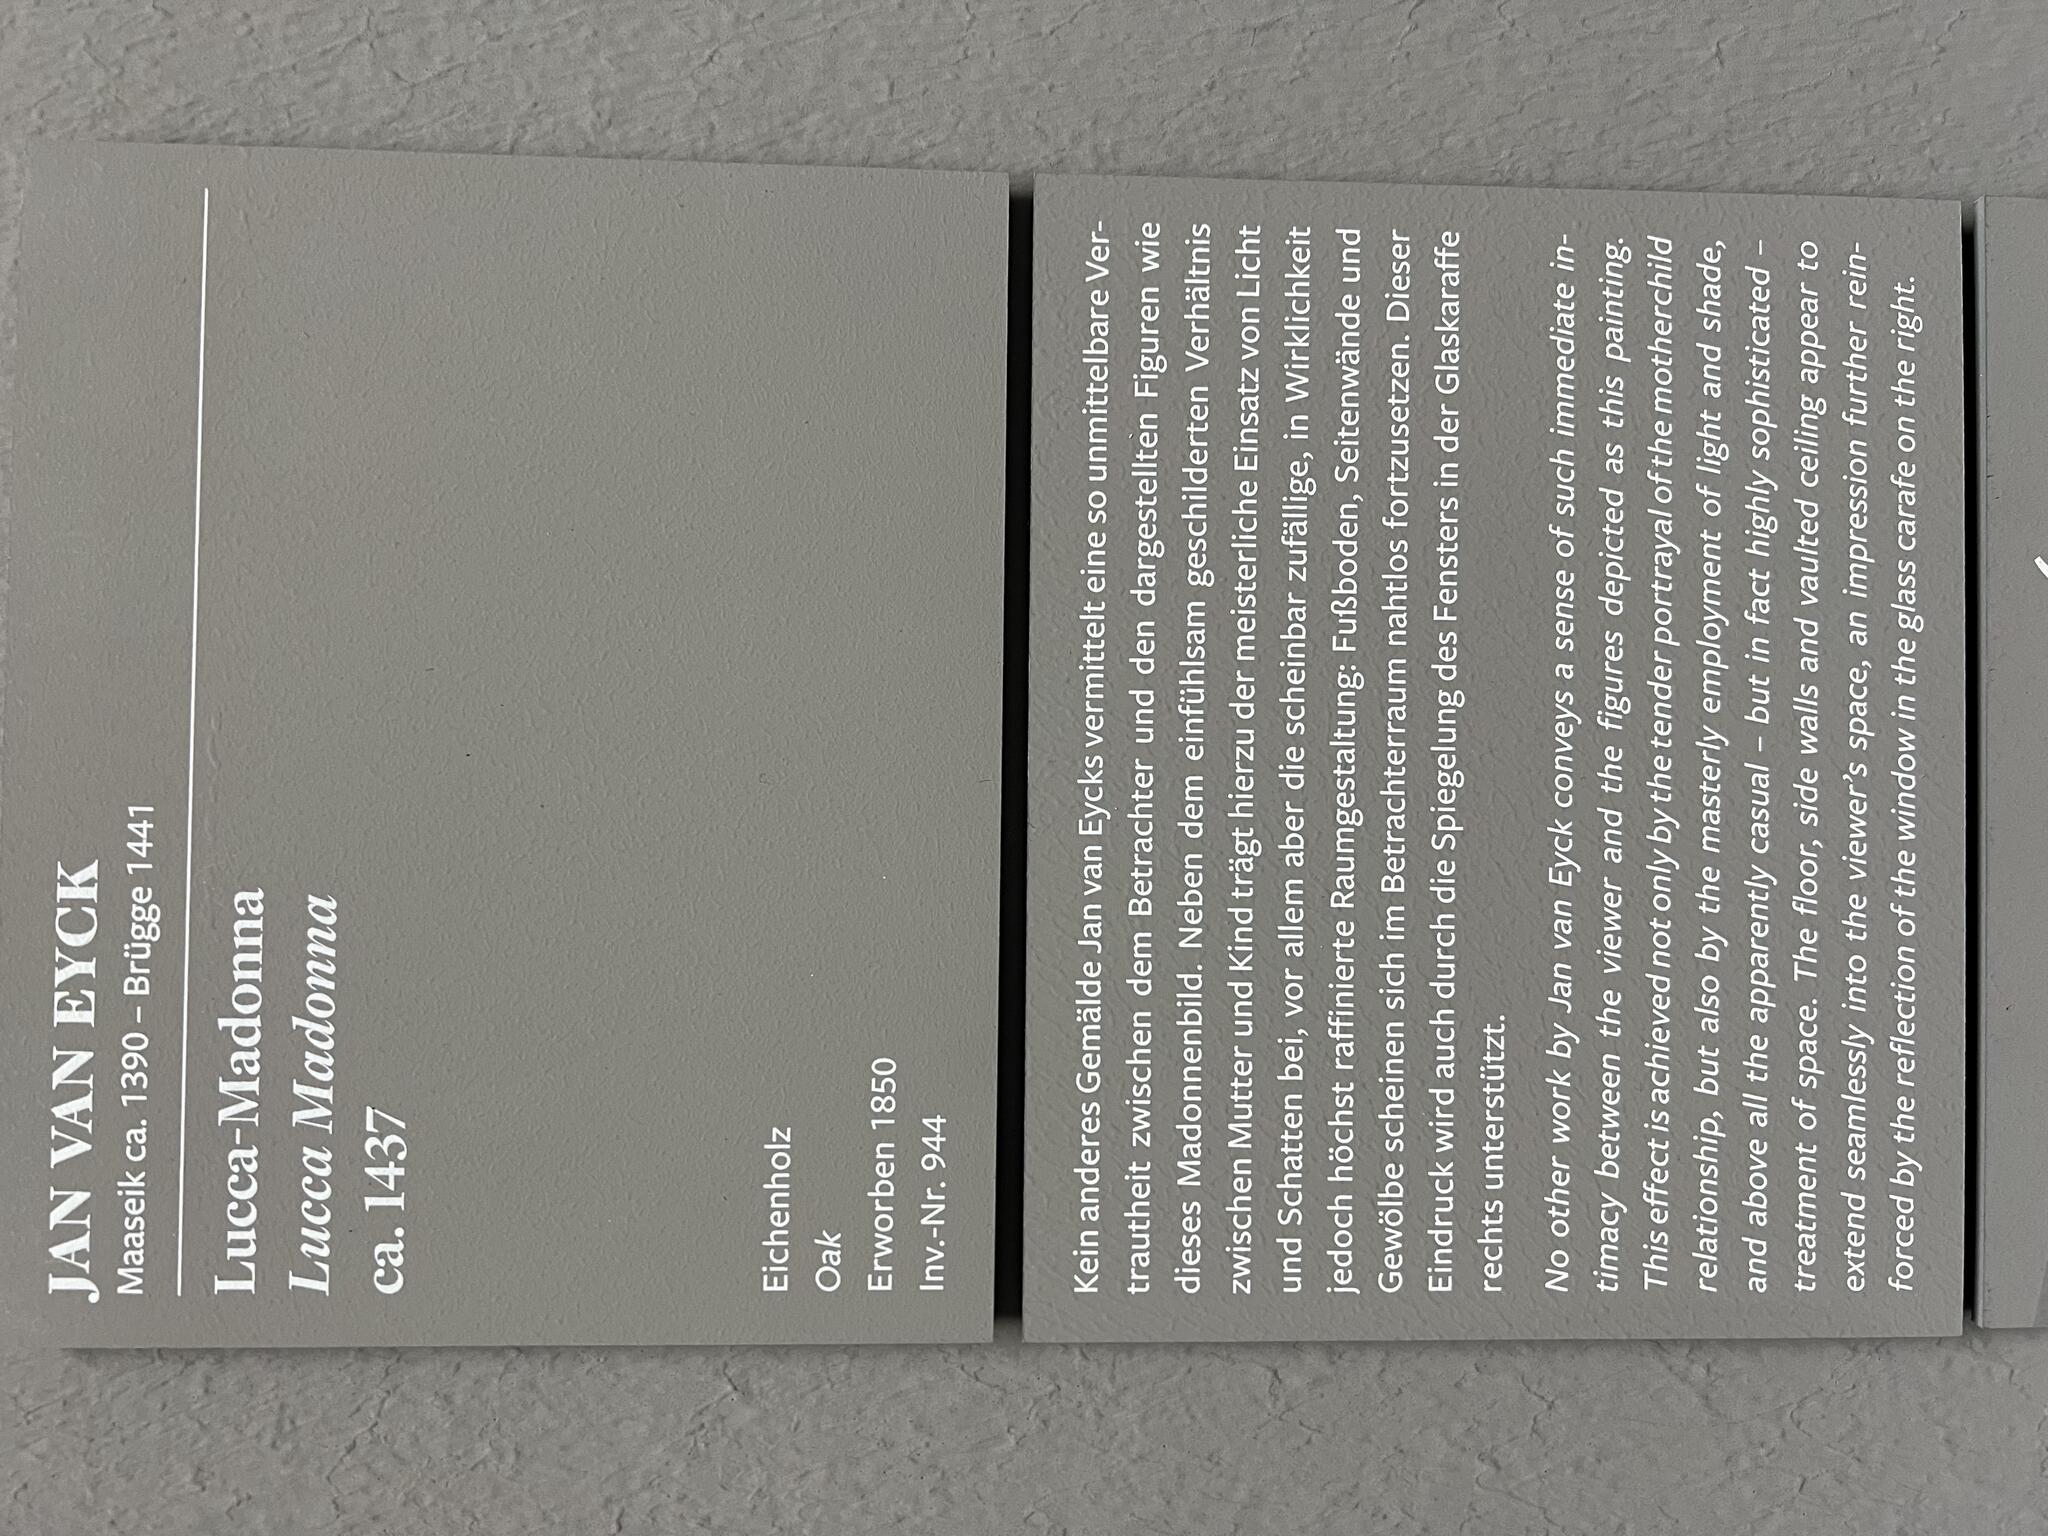 JAN VAN EYCK
Maaseik ca. 1390 – Brügge 1441
Lucca-Madonna
Lucca Madonna
ca. 1437
Eichenholz
Oak
Erworben 1850
Inv.-Nr. 944
Kein anderes Gemälde Jan van Eycks vermittelt eine so unmittelbare Ver-
trautheit zwischen dem Betrachter und den dargestellten Figuren wie
dieses Madonnenbild. Neben dem einfühlsam geschilderten Verhältnis
zwischen Mutter und Kind trägt hierzu der meisterliche Einsatz von Licht
und Schatten bei, vor allem aber die scheinbar zufällige, in Wirklichkeit
jedoch höchst raffinierte Raumgestaltung: Fußboden, Seitenwände und
Gewölbe scheinen sich im Betrachterraum nahtlos fortzusetzen. Dieser
Eindruck wird auch durch die Spiegelung des Fensters in der Glaskaraffe
rechts unterstützt.
No other work by Jan van Eyck conveys a sense of such immediate in-
timacy between the viewer and the figures depicted as this painting.
This effect is achieved not only by the tender portrayal of the motherchild
relationship, but also by the masterly employment of light and shade,
and above all the apparently casual – but in fact highly sophisticated –
treatment of space. The floor, side walls and vaulted ceiling appear to
extend seamlessly into the viewer's space, an impression further rein-
forced by the reflection of the window in the glass carafe on the right.